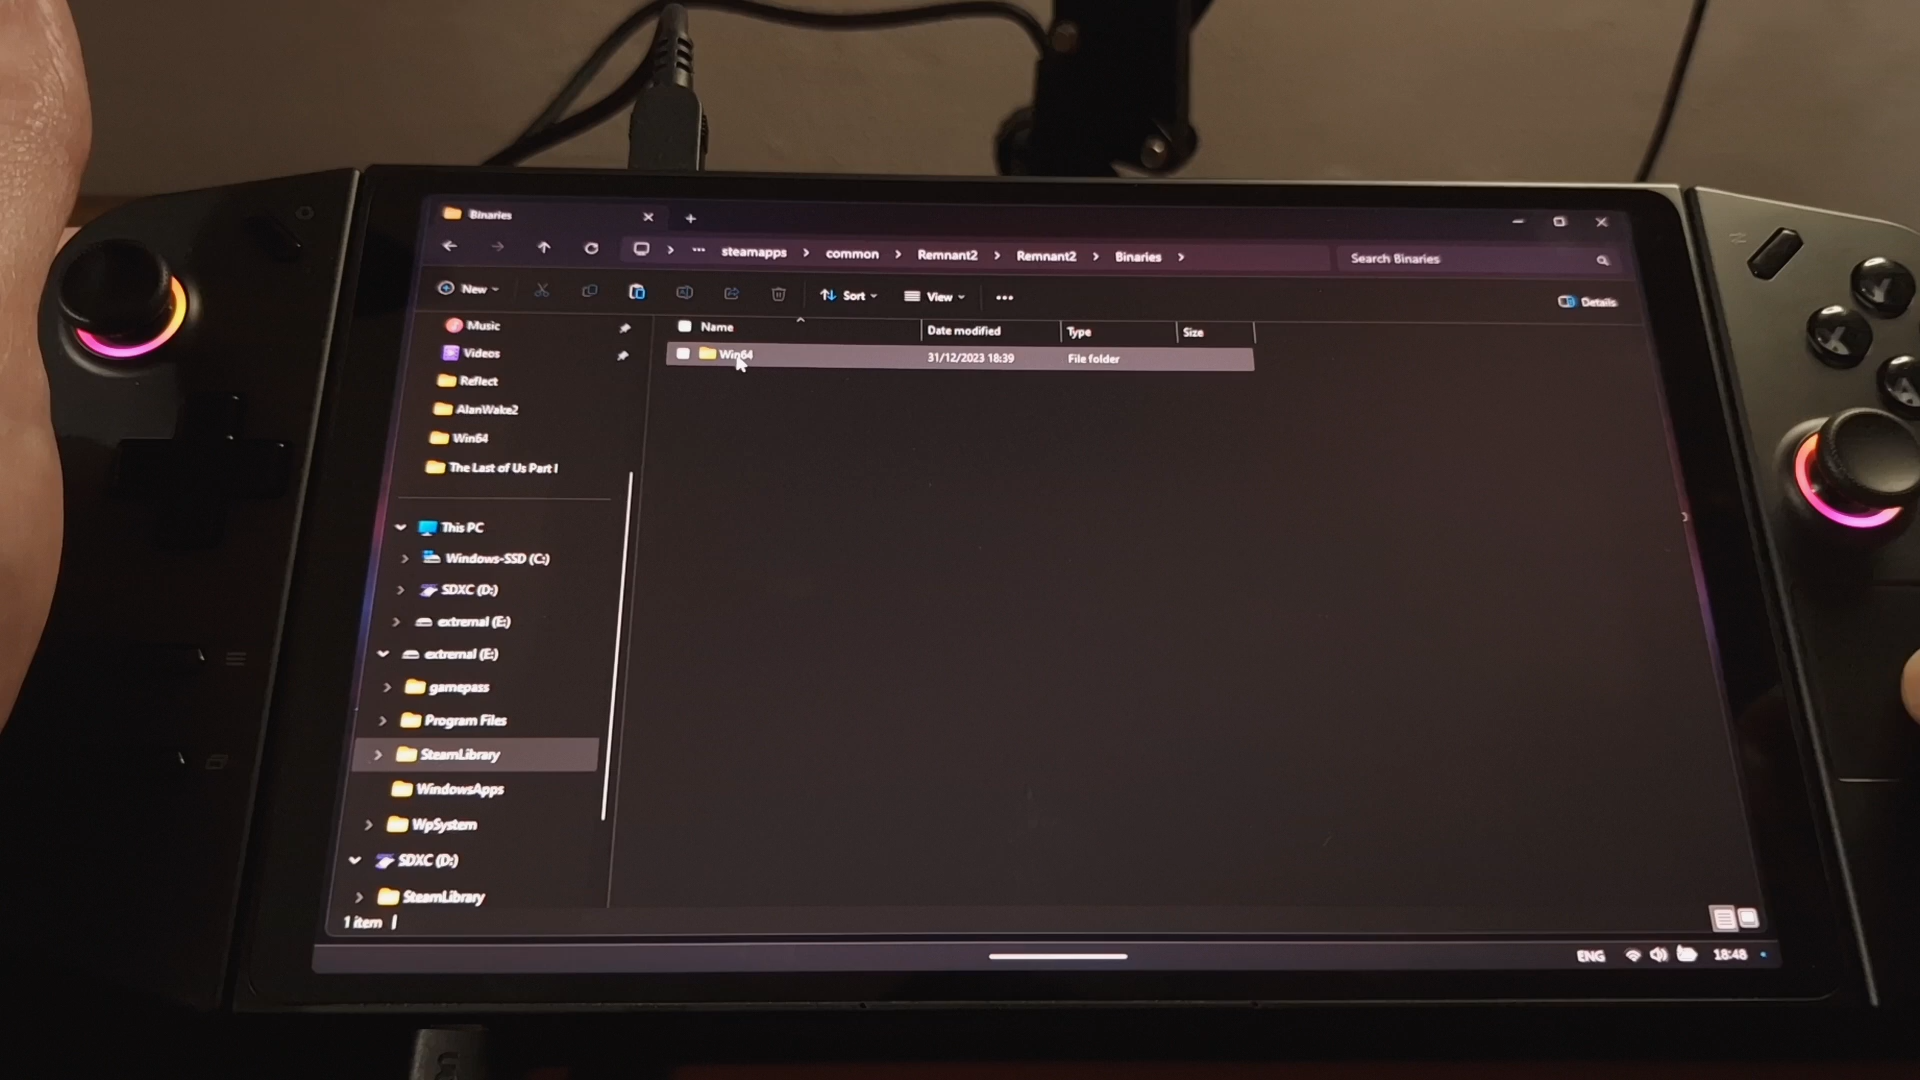 Binaries
steamapps > common > Remnant2 > Remnant2 > Binaries >
Search Binaries
New
Sort
View
Details
Name
Date modified
Type
Size
Win64
31/12/2023 18:39
File folder
Music
Videos
Reflect
AlanWake2
Win64
The Last of Us Part I
This PC
Windows-SSD (C:)
SDXC (D:)
extremal (E:)
extremal (E:)
gamepass
Program Files
SteamLibrary
WindowsApps
WpSystem
SDXC (D:)
SteamLibrary
1 item
ENG
18:48
Y
X
A